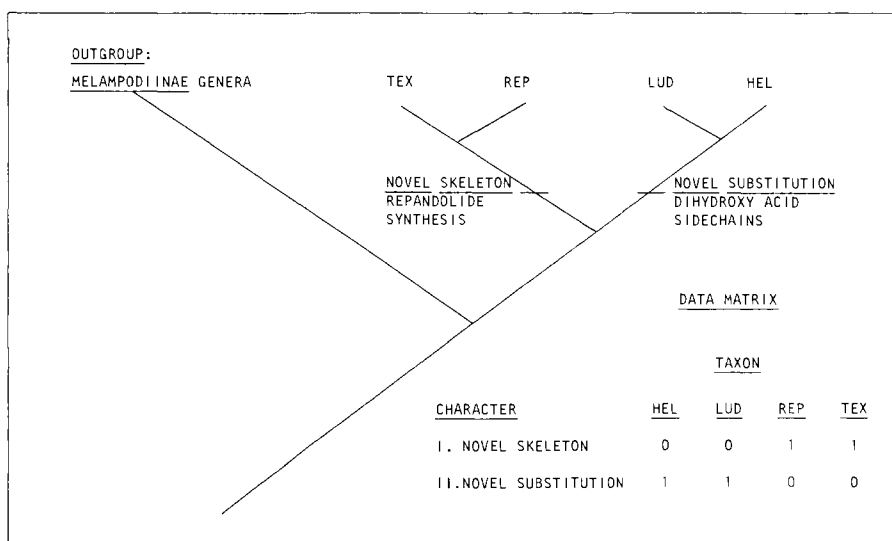 OUTGROUP:
MELAMPODIINAE GENERA
TEX REP LUD HEL
NOVEL SKELETON
REPANDOLIDE
SYNTHESIS
NOVEL SUBSTITUTION
DIHYDROXY ACID
SIDECHAINS
DATA MATRIX
TAXON
CHARACTER HEL LUD REP TEX
I. NOVEL SKELETON 0 0 1 1
II.NOVEL SUBSTITUTION 1 1 0 0